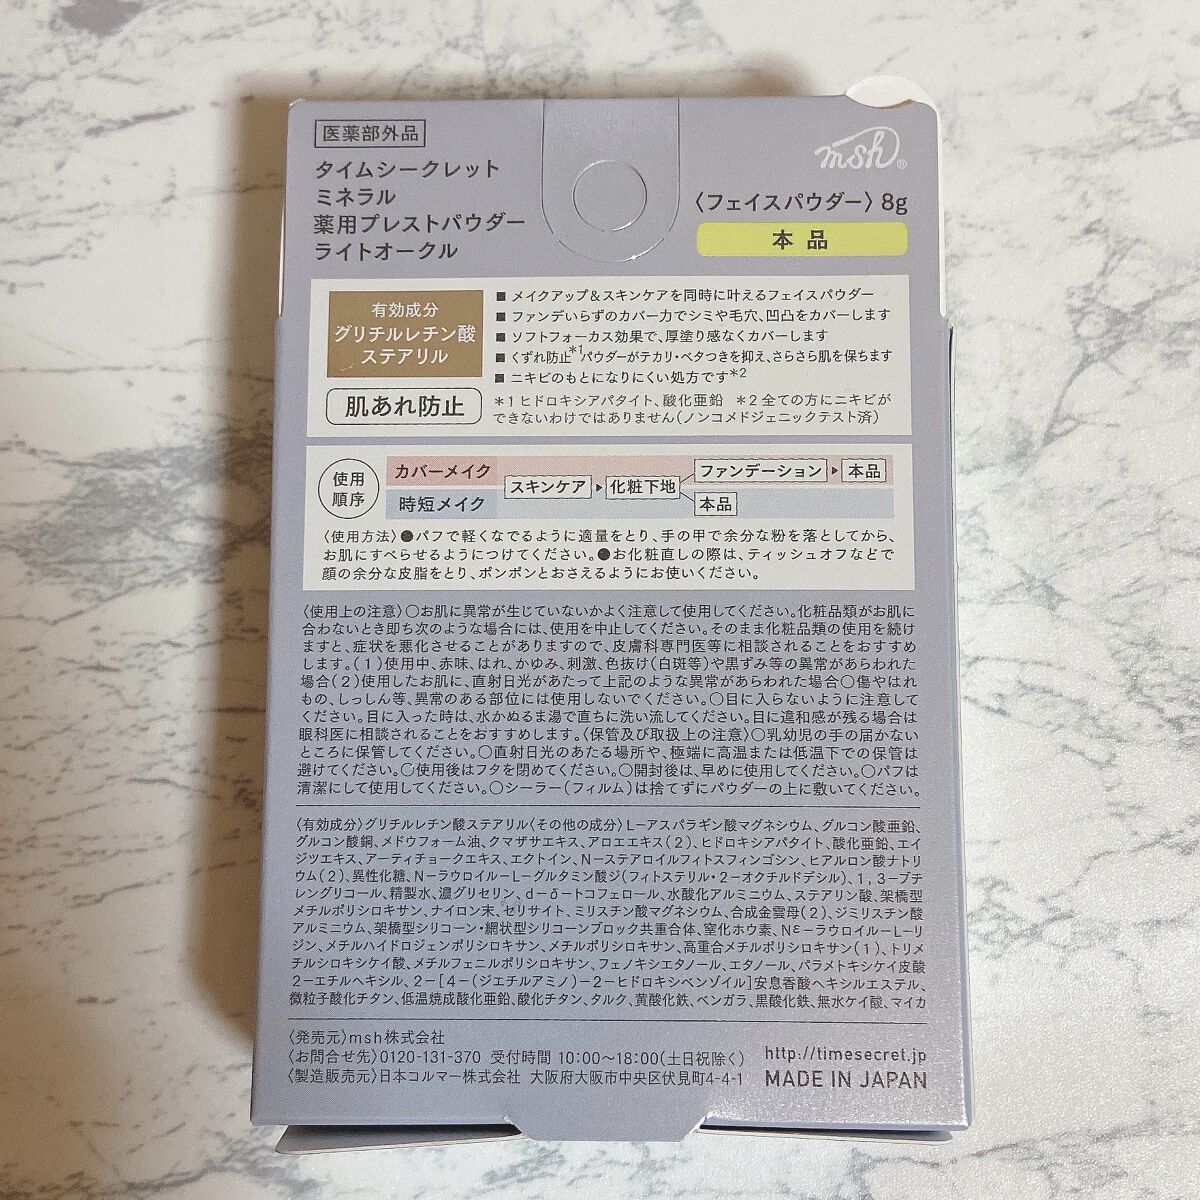 医薬部外品
タイムシークレット
ミネラル
薬用プレストパウダー
ライトオークル
msh®
〈フェイスパウダー〉8g
本品
有効成分
グリチルレチン酸
ステアリル
肌あれ防止
■ メイクアップ&スキンケアを同時に叶えるフェイスパウダー
■ ファンデいらずのカバー力でシミや毛穴、凹凸をカバーします
■ ソフトフォーカス効果で、厚塗り感なくカバーします
■ くずれ防止*1パウダーがテカリ・ベタつきを抑え、さらさら肌を保ちます
■ ニキビのもとになりにくい処方です*2
*1 ヒドロキシアパタイト、酸化亜鉛 *2 全ての方にニキビが
できないわけではありません(ノンコメドジェニックテスト済)
使用
順序
カバーメイク
時短メイク
スキンケア▶化粧下地
ファンデーション▶本品
本品
〈使用方法〉●パフで軽くなでるように適量をとり、手の甲で余分な粉を落としてから、
お肌にすべらせるようにつけてください。●お化粧直しの際は、ティッシュオフなどで
顔の余分な皮脂をとり、ポンポンとおさえるようにお使いください。
〈使用上の注意〉○お肌に異常が生じていないかよく注意して使用してください。化粧品類がお肌に
合わないとき即ち次のような場合には、使用を中止してください。そのまま化粧品類の使用を続け
ますと、症状を悪化させることがありますので、皮膚科専門医等に相談されることをおすすめ
します。(1)使用中、赤味、はれ、かゆみ、刺激、色抜け(白斑等)や黒ずみ等の異常があらわれた
場合(2)使用したお肌に、直射日光があたって上記のような異常があらわれた場合○傷やはれ
もの、しっしん等、異常のある部位には使用しないでください。○目に入らないように注意して
ください。目に入った時は、水かぬるま湯で直ちに洗い流してください。目に違和感が残る場合は
眼科医に相談されることをおすすめします。〈保管及び取扱上の注意〉○乳幼児の手の届かない
ところに保管してください。○直射日光のあたる場所や、極端に高温または低温下での保管は
避けてください。○使用後はフタを閉めてください。○開封後は、早めに使用してください。○パフは
清潔にして使用してください。○シーラー(フィルム)は捨てずにパウダーの上に敷いてください。
〈有効成分〉グリチルレチン酸ステアリル〈その他の成分〉L−アスパラギン酸マグネシウム、グルコン酸亜鉛、
グルコン酸銅、メドウフォーム油、クマザサエキス、アロエエキス(2)、ヒドロキシアパタイト、酸化亜鉛、エイ
ジツエキス、アーティチョークエキス、エクトイン、N−ステアロイルフィトスフィンゴシン、ヒアルロン酸ナトリ
ウム(2)、異性化糖、N−ラウロイル−L−グルタミン酸ジ(フィトステリル・2−オクチルドデシル)、1,3−ブチ
レングリコール、精製水、濃グリセリン、d−δ−トコフェロール、水酸化アルミニウム、ステアリン酸、架橋型
メチルポリシロキサン、ナイロン末、セリサイト、ミリスチン酸マグネシウム、合成金雲母(2)、ジミリスチン酸
アルミニウム、架橋型シリコーン・網状型シリコーンブロック共重合体、窒化ホウ素、Nε−ラウロイル−L−リ
ジン、メチルハイドロジェンポリシロキサン、メチルポリシロキサン、高重合メチルポリシロキサン(1)、トリメ
チルシロキシケイ酸、メチルフェニルポリシロキサン、フェノキシエタノール、エタノール、パラメトキシケイ皮酸
2−エチルヘキシル、2−[4−(ジエチルアミノ)−2−ヒドロキシベンゾイル]安息香酸ヘキシルエステル、
微粒子酸化チタン、低温焼成酸化亜鉛、酸化チタン、タルク、黄酸化鉄、ベンガラ、黒酸化鉄、無水ケイ酸、マイカ
〈発売元〉msh株式会社
〈お問合せ先〉0120-131-370 受付時間 10:00〜18:00(土日祝除く)
〈製造販売元〉日本コルマー株式会社 大阪府大阪市中央区伏見町4-4-1
http://timesecret.jp
MADE IN JAPAN